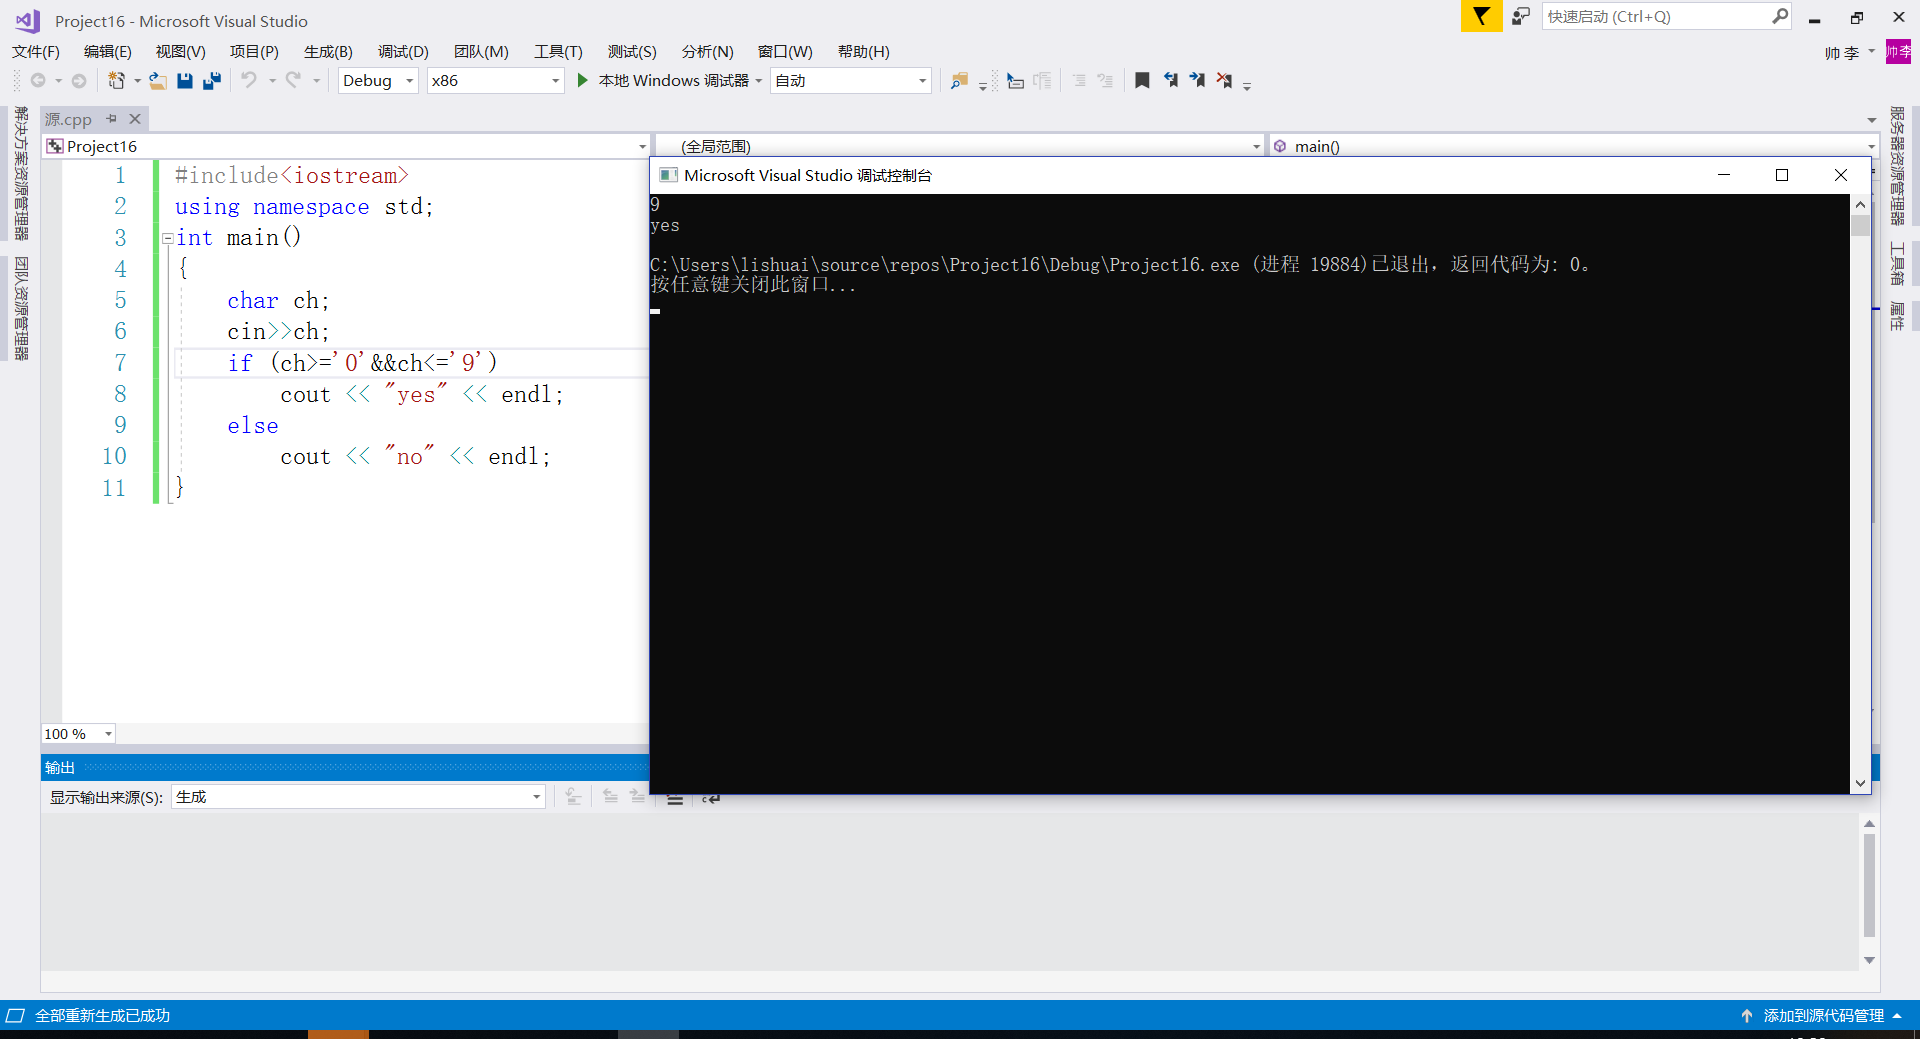 Project16 - Microsoft Visual Studio
快速启动 (Ctrl+Q)
文件(F) 编辑(E) 视图(V) 项目(P) 生成(B) 调试(D) 团队(M) 工具(T) 测试(S) 分析(N) 窗口(W) 帮助(H)
帅 李
帅李
Debug x86 本地 Windows 调试器 自动
解决方案资源管理器
团队资源管理器
源.cpp
Project16 (全局范围) main()
1 #include<iostream>
2 using namespace std;
3 int main()
4 {
5 char ch;
6 cin>>ch;
7 if (ch>='0'&&ch<='9')
8 cout << "yes" << endl;
9 else
10 cout << "no" << endl;
11 }
Microsoft Visual Studio 调试控制台
9
yes
C:\Users\lishuai\source\repos\Project16\Debug\Project16.exe (进程 19884)已退出，返回代码为: 0。
按任意键关闭此窗口...
服务器资源管理器
工具箱
属性
100 %
输出
显示输出来源(S): 生成
全部重新生成已成功
添加到源代码管理